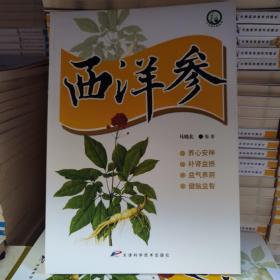 西洋参
马晓北 ● 编著
养心安神
补肾益损
益气养阴
健脑益智
天津科学技术出版社